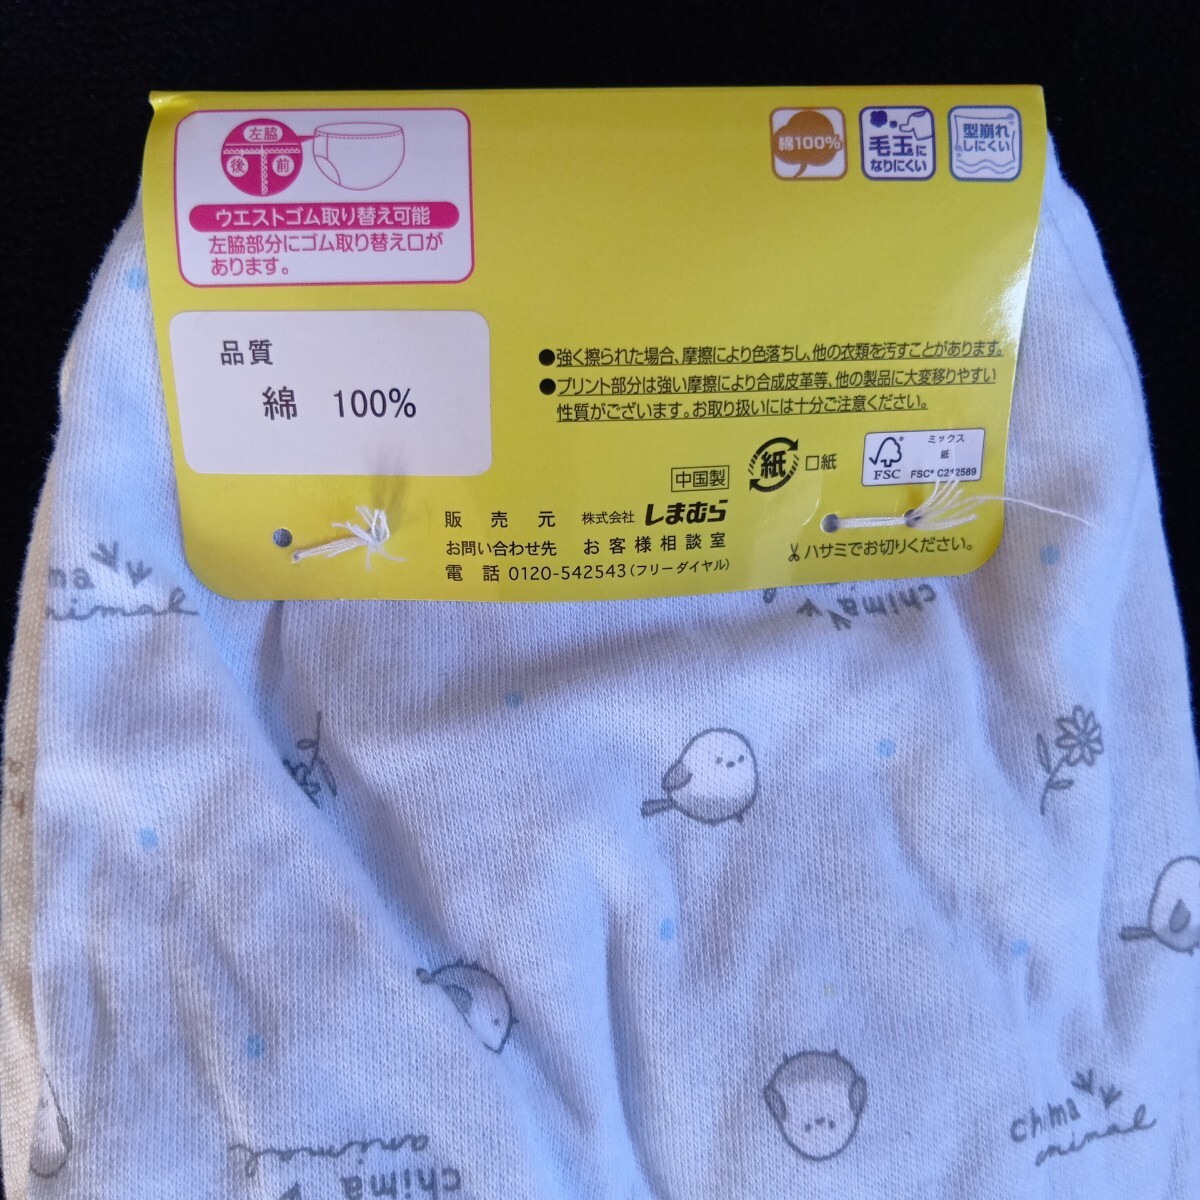 左脇
後 前
ウエストゴム取り替え可能
左脇部分にゴム取り替え口が
あります。
綿100%
毛玉に
なりにくい
型崩れ
しにくい
品質
綿 100%
●強く擦られた場合、摩擦により色落ちし、他の衣類を汚すことがあります。
●プリント部分は強い摩擦により合成皮革等、他の製品に大変移りやすい
性質がございます。お取り扱いには十分ご注意ください。
中国製
紙
口紙
FSC
ミックス
紙
FSC® C212589
販売元 株式会社 しまむら
お問い合わせ先 お客様相談室
電話 0120-542543(フリーダイヤル)
ハサミでお切りください。
animal
chima
chima
animal
chima
animal